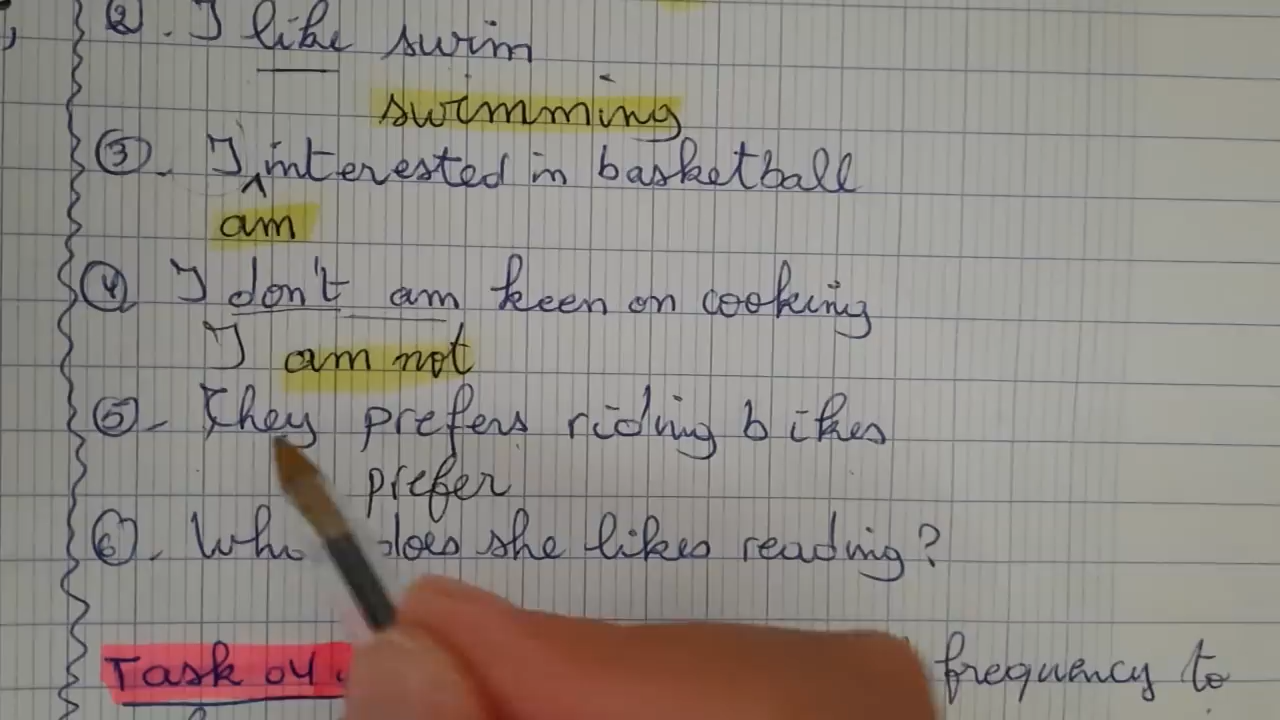 ②. I like swim
swimming
③. I interested in basketball
am
④ I don't am keen on cooking
I am not
⑤. They prefers riding bikes
prefer
⑥. does she likes reading?
Task 04. frequency to